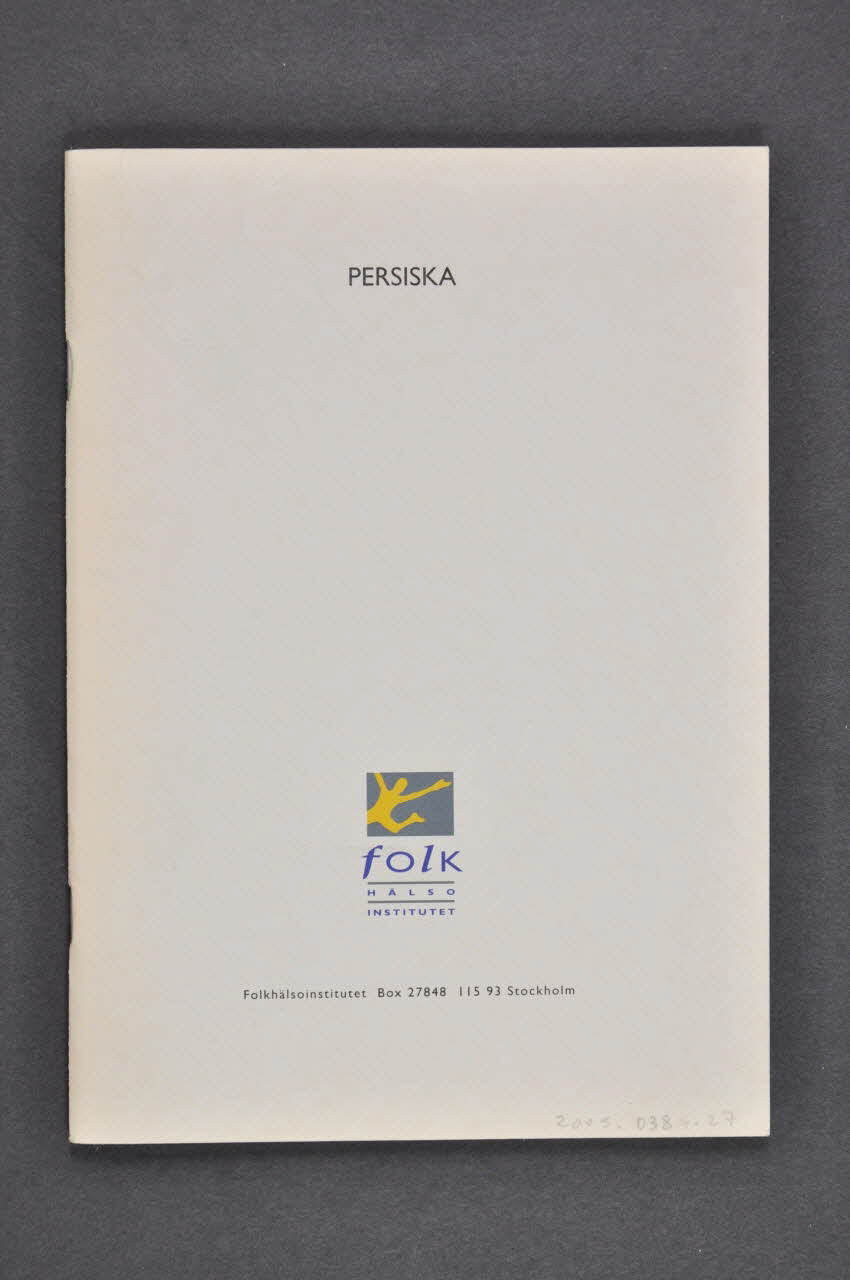 PERSISKA
folk
HÄLSO
INSTITUTET
Folkhälsoinstitutet Box 27848 115 93 Stockholm